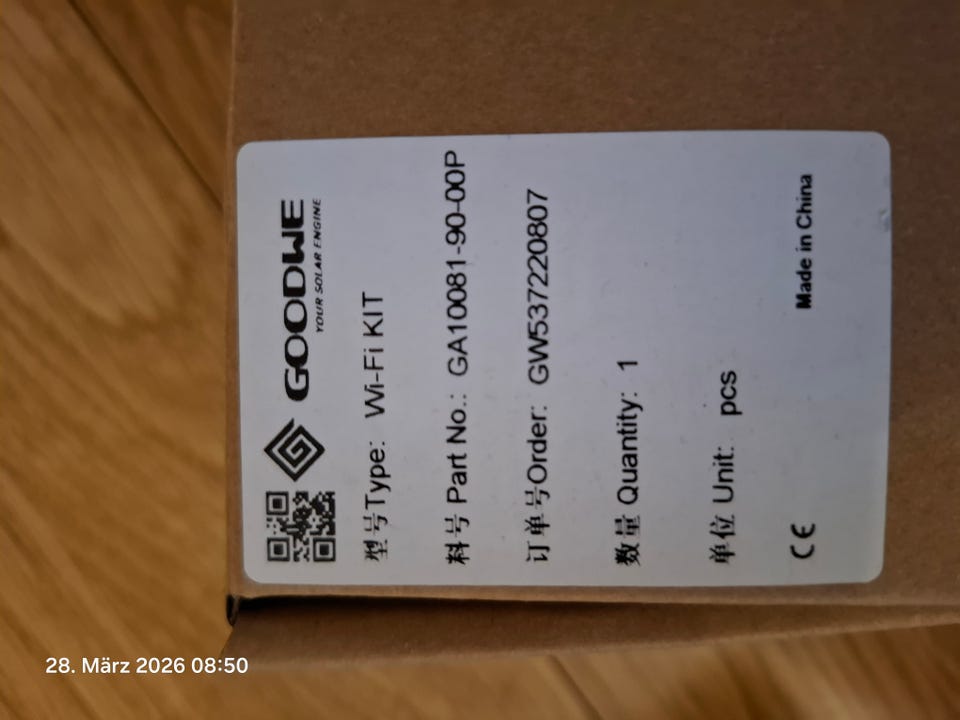 GOODWE
YOUR SOLAR ENGINE
型号Type: Wi-Fi KIT
料号 Part No.: GA10081-90-00P
订单号Order: GW5372220807
数量 Quantity: 1
单位 Unit: pcs
CE Made in China
28. März 2026 08:50